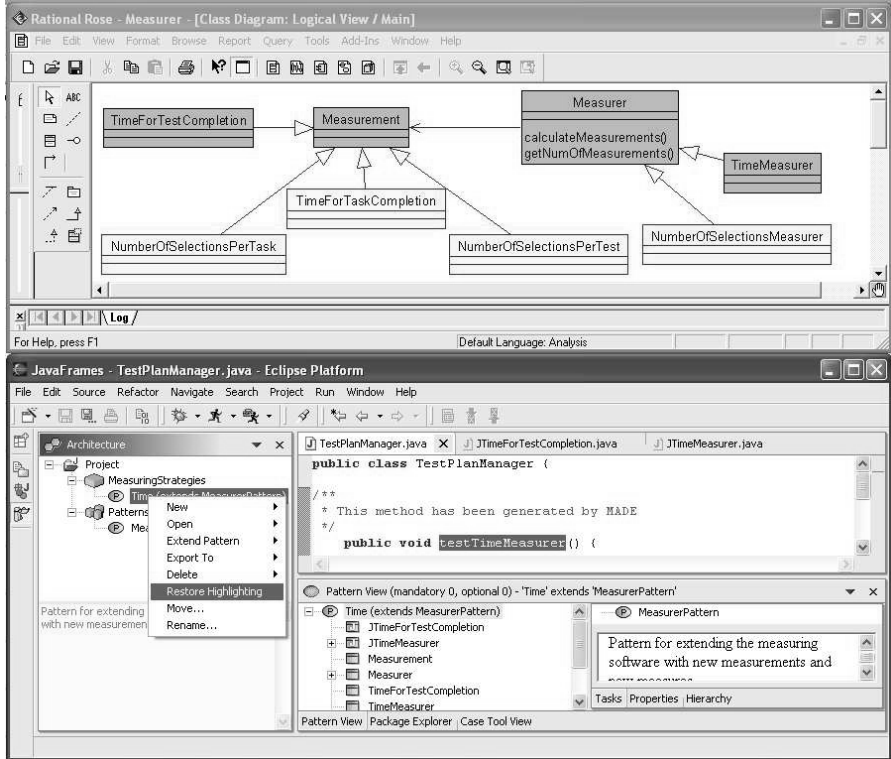 Rational Rose - Measurer - [Class Diagram: Logical View / Main]
File Edit View Format Browse Report Query Tools Add-Ins Window Help
ABC
TimeForTestCompletion
Measurement
Measurer
calculateMeasurements()
getNumOfMeasurements()
TimeMeasurer
TimeForTaskCompletion
NumberOfSelectionsPerTask
NumberOfSelectionsPerTest
NumberOfSelectionsMeasurer
Log
For Help, press F1
Default Language: Analysis
JavaFrames - TestPlanManager.java - Eclipse Platform
File Edit Source Refactor Navigate Search Project Run Window Help
Architecture
Project
MeasuringStrategies
Time (extends MeasurerPattern)
Patterns
Mea
New
Open
Extend Pattern
Export To
Delete
Restore Highlighting
Move...
Rename...
Pattern for extending
with new measuremen
TestPlanManager.java
JTimeForTestCompletion.java
JTimeMeasurer.java
public class TestPlanManager {
/**
* This method has been generated by MADE
*/
public void testTimeMeasurer() {
Pattern View (mandatory 0, optional 0) - 'Time' extends 'MeasurerPattern'
Time (extends MeasurerPattern)
JTimeForTestCompletion
JTimeMeasurer
Measurement
Measurer
TimeForTestCompletion
TimeMeasurer
MeasurerPattern
Pattern for extending the measuring
software with new measurements and
Tasks Properties Hierarchy
Pattern View Package Explorer Case Tool View